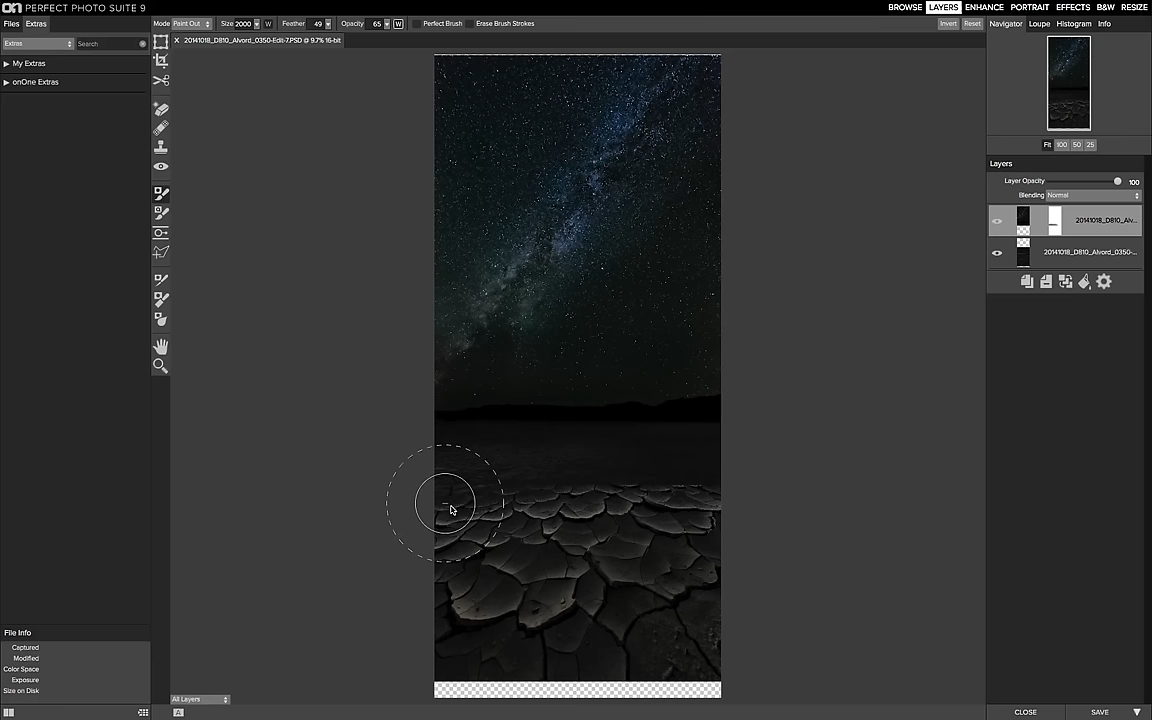 on PERFECT PHOTO SUITE 9
BROWSE LAYERS ENHANCE PORTRAIT EFFECTS B&W RESIZE
Files Extras
Mode Paint Out Size 2000 W Feather 49 Opacity 65 W Perfect Brush Erase Brush Strokes
Invert Reset
Navigator Loupe Histogram Info
Extras Search
× 20141018_D810_Alvord_0350-Edit-7.PSD @ 9.7% 16-bit
My Extras
onOne Extras
Fit 100 50 25
Layers
Layer Opacity 100
Blending Normal
20141018_D810_Alv...
20141018_D810_Alvord_0350-...
File Info
Captured
Modified
Color Space
Exposure
Size on Disk
All Layers
A
CLOSE SAVE